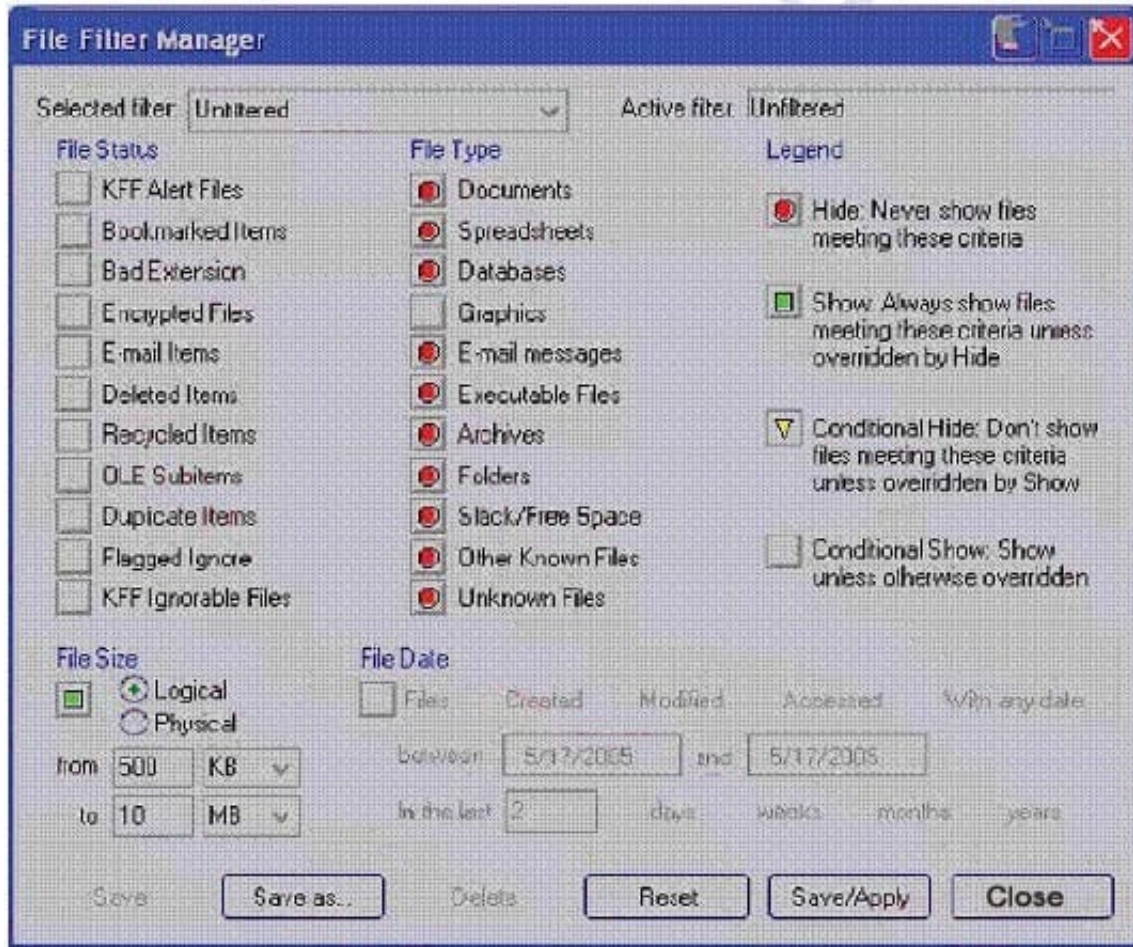 File Filter Manager
Selected filter Unfiltered Active filter Unfiltered
File Status File Type Legend
KFF Alert Files Documents
Bookmarked Items Spreadsheets
Bad Extension Databases
Encrypted Files Graphics
E-mail Items E-mail messages
Deleted Items Executable Files
Recycled Items Archives
OLE Subitems Folders
Duplicate Items Slack/Free Space
Flagged Ignore Other Known Files
KFF Ignorable Files Unknown Files
Hide: Never show files
meeting these criteria
Show: Always show files
meeting these criteria unless
overridden by Hide
Conditional Hide: Don't show
files meeting these criteria
unless overridden by Show
Conditional Show: Show
unless otherwise overridden
File Size File Date
Logical
Physical
from 500 KB
to 10 MB
Files Created Modified Accessed With any date
between 5/17/2005 and 5/17/2005
In the last 2 days weeks months years
Save Save as... Delete Reset Save/Apply Close